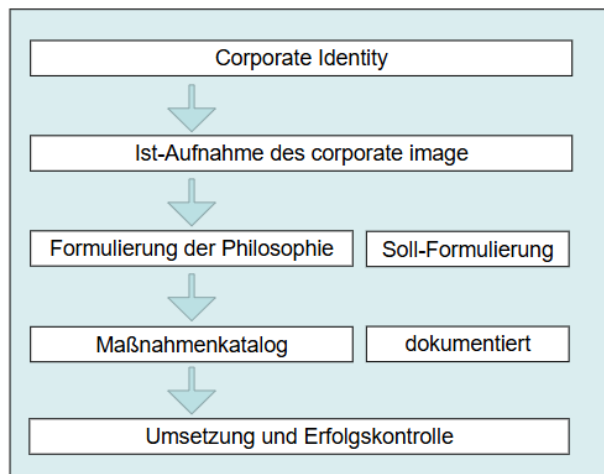 Corporate Identity
Ist-Aufnahme des corporate image
Formulierung der Philosophie
Soll-Formulierung
Maßnahmenkatalog
dokumentiert
Umsetzung und Erfolgskontrolle